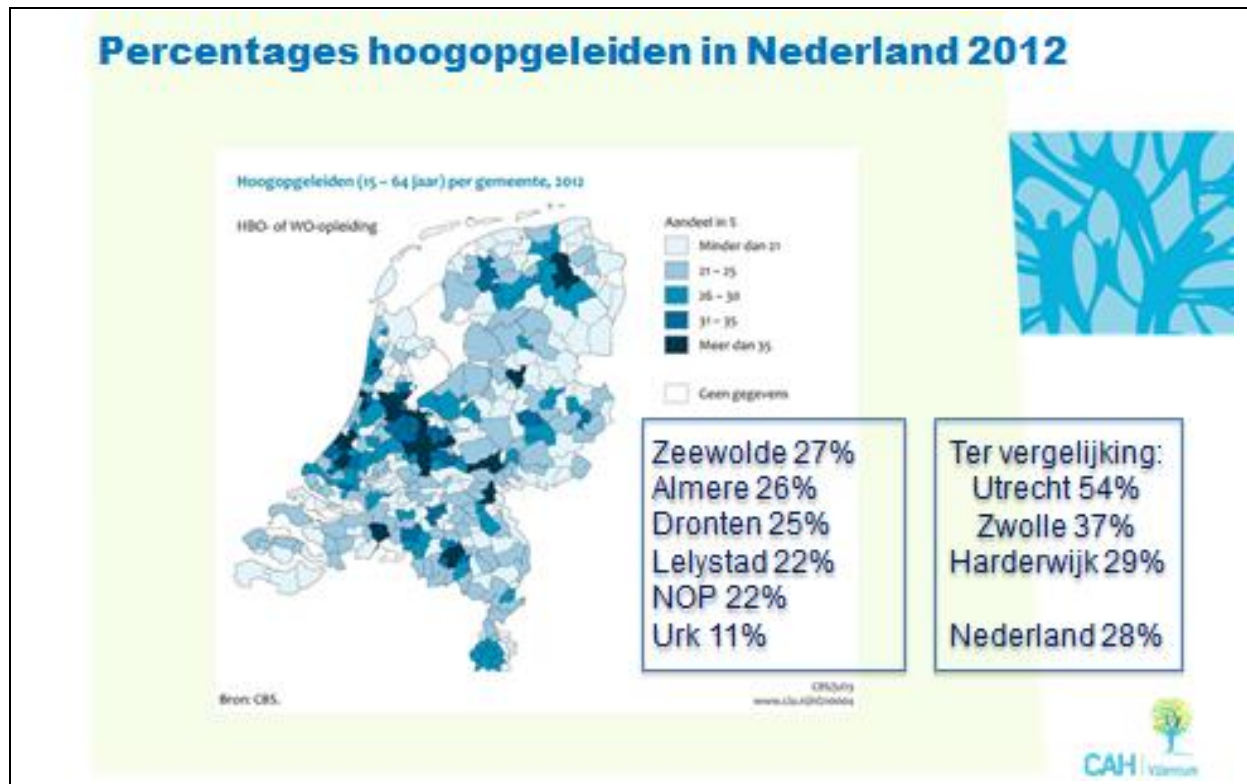 Percentages hoogopgeleiden in Nederland 2012
Hoogopgeleiden (15 – 64 jaar) per gemeente, 2012
HBO- of WO-opleiding
Aandeel in %
Minder dan 21
21 – 25
26 – 30
31 – 35
Meer dan 35
Geen gegevens
Zeewolde 27%
Almere 26%
Dronten 25%
Lelystad 22%
NOP 22%
Urk 11%
Ter vergelijking:
Utrecht 54%
Zwolle 37%
Harderwijk 29%
Nederland 28%
Bron: CBS.
CAH